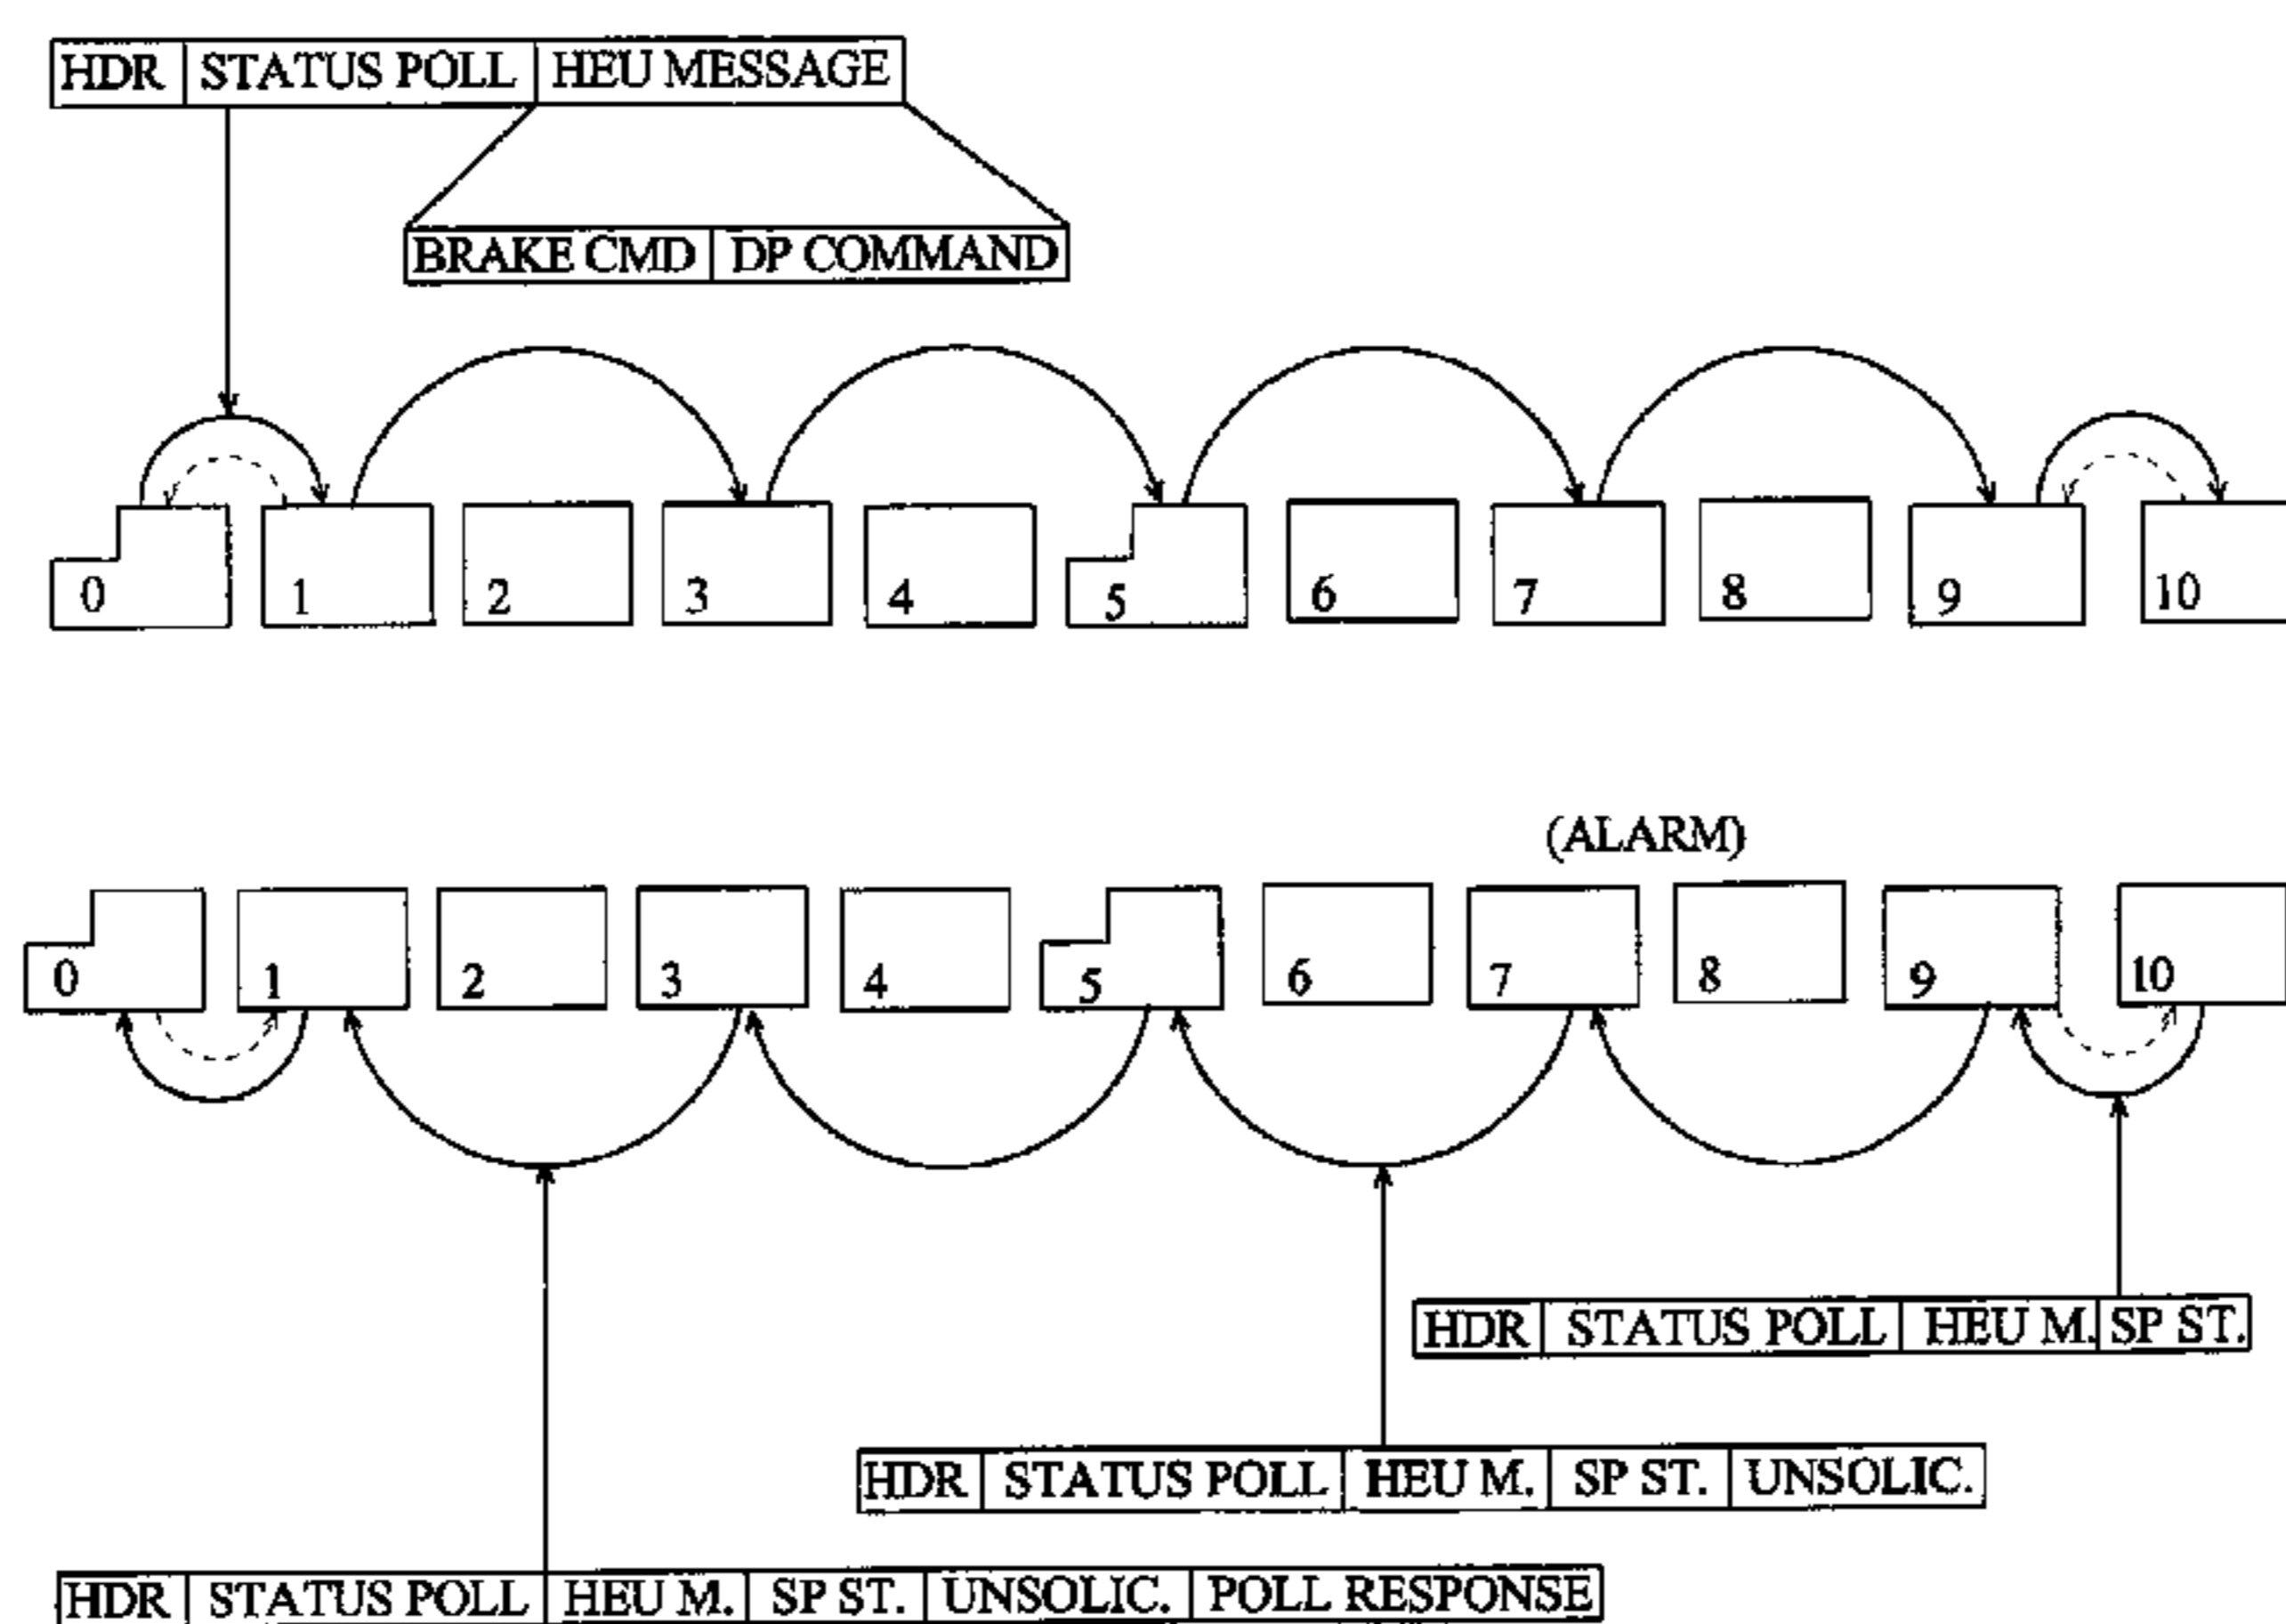 HDR STATUS POLL HEU MESSAGE
BRAKE CMD DP COMMAND
0 1 2 3 4 5 6 7 8 9 10
(ALARM)
0 1 2 3 4 5 6 7 8 9 10
HDR STATUS POLL HEU M. SP ST.
HDR STATUS POLL HEU M. SP ST. UNSOLIC.
HDR STATUS POLL HEU M. SP ST. UNSOLIC. POLL RESPONSE